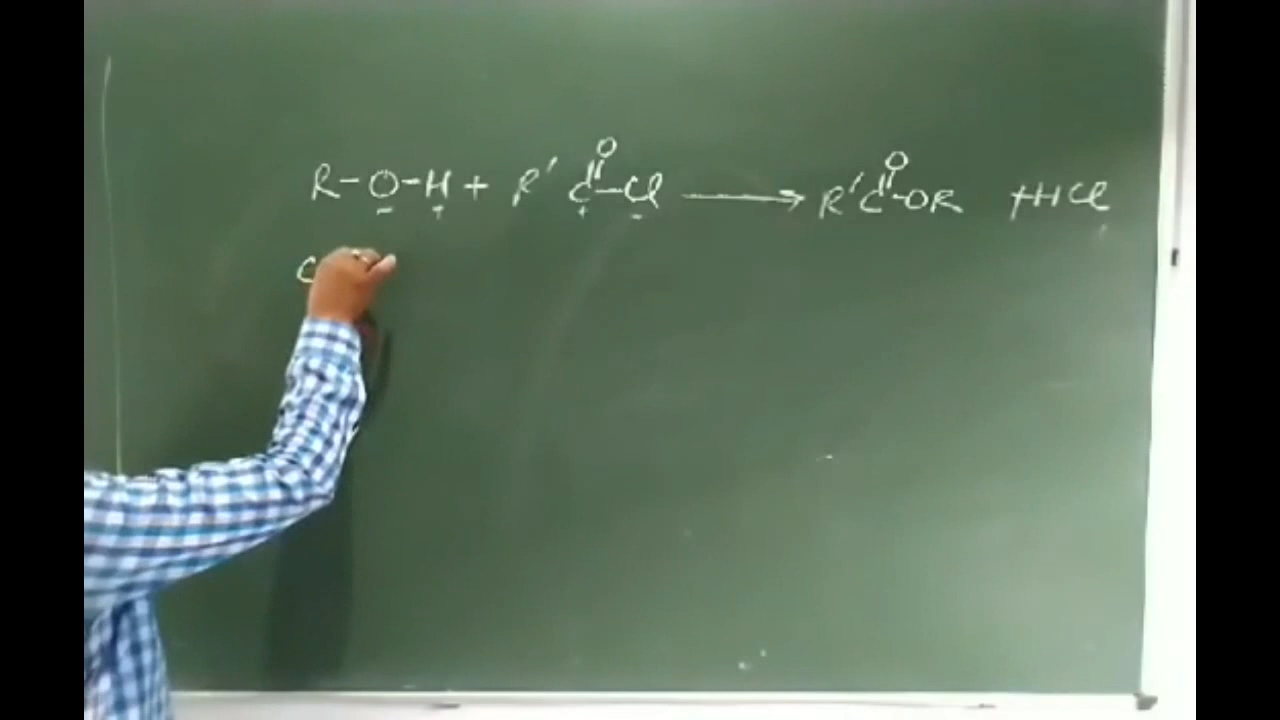 O O
R-O-H + R' C-Cl → R'C-OR + HCl
- + + -
C